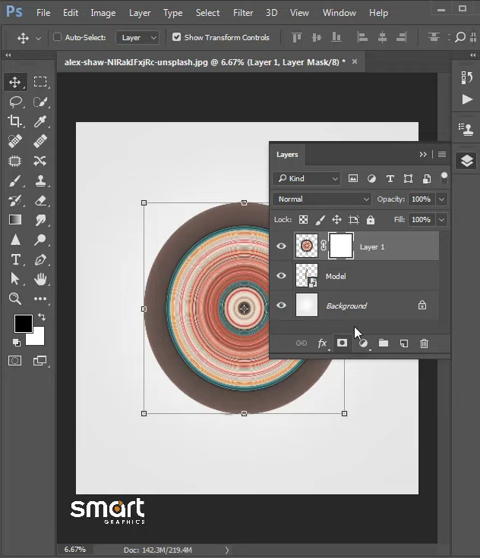 Ps File Edit Image Layer Type Select Filter 3D View Window Help
Auto-Select: Layer Show Transform Controls
alex-shaw-NIRakIFxjRc-unsplash.jpg @ 6.67% (Layer 1, Layer Mask/8) *
Layers
Kind
Normal Opacity: 100%
Lock: Fill: 100%
Layer 1
Model
Background
smart
GRAPHICS
6.67% Doc: 142.3M/219.4M